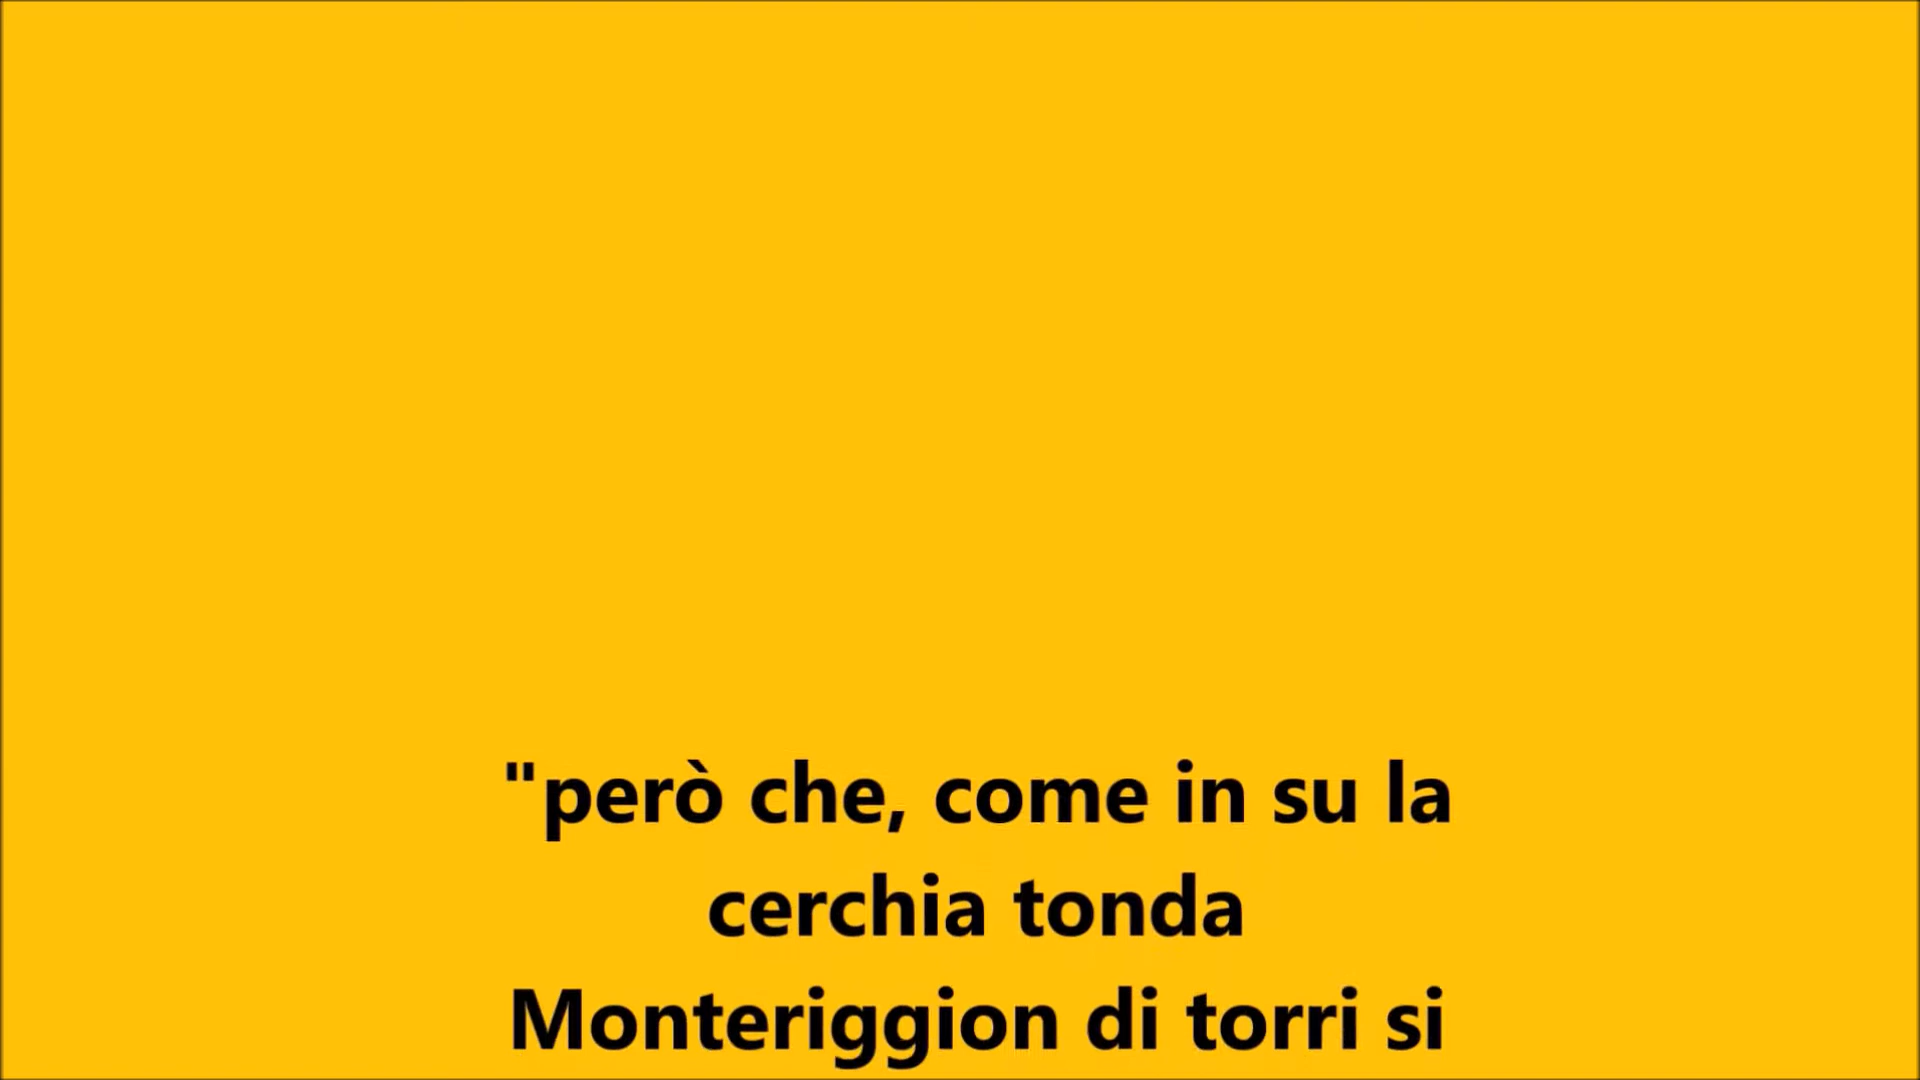 "però che, come in su la
cerchia tonda
Monteriggion di torri si